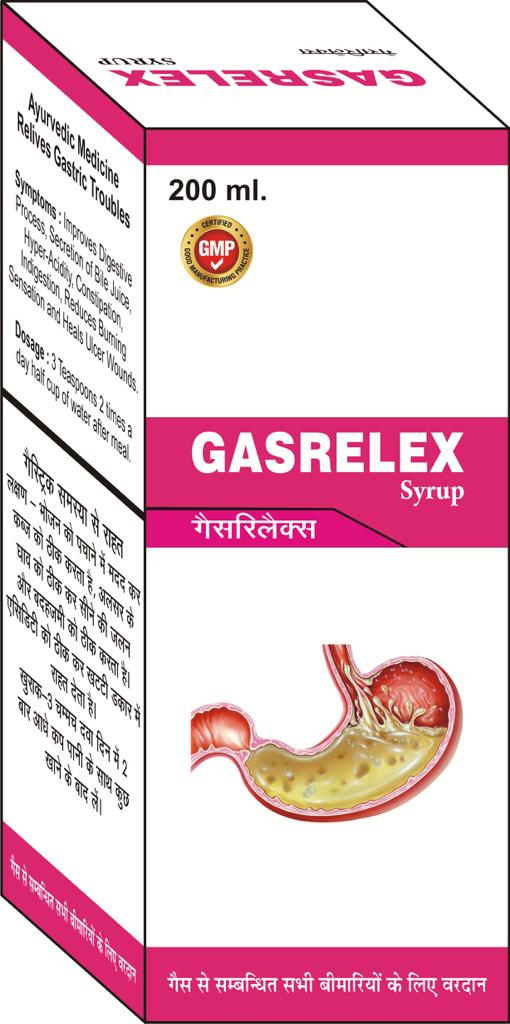 गैसरिलैक्स
GASRELEX
SYRUP
Ayurvedic Medicine
Relives Gastric Troubles
Symptoms : Improves Digestive
Process, Secretion of Bile Juice,
Hyper-Acidity, Constipation,
Indigestion, Reduces Burning
Sensation and Heals Ulcer Wounds.
Dosage : 3 Teaspoons 2 times a
day half cup of water after meal.
गैस्ट्रिक समस्या से राहत
लक्षण – भोजन को पचाने में मदद कर
कब्ज को ठीक करता है, अलसर के
घाव को ठीक कर सीने की जलन
और बदहजमी को ठीक करता है।
एसिडिटी को ठीक कर खट्टी डकार में
राहत देता है।
खुराक–3 चम्मच दवा दिन में 2
बार आधे कप पानी के साथ कुछ
खाने के बाद लें।
गैस से सम्बन्धित सभी बीमारियों के लिए वरदान
200 ml.
CERTIFIED
GMP
GOOD MANUFACTURING PRACTICE
GASRELEX
Syrup
गैसरिलैक्स
गैस से सम्बन्धित सभी बीमारियों के लिए वरदान